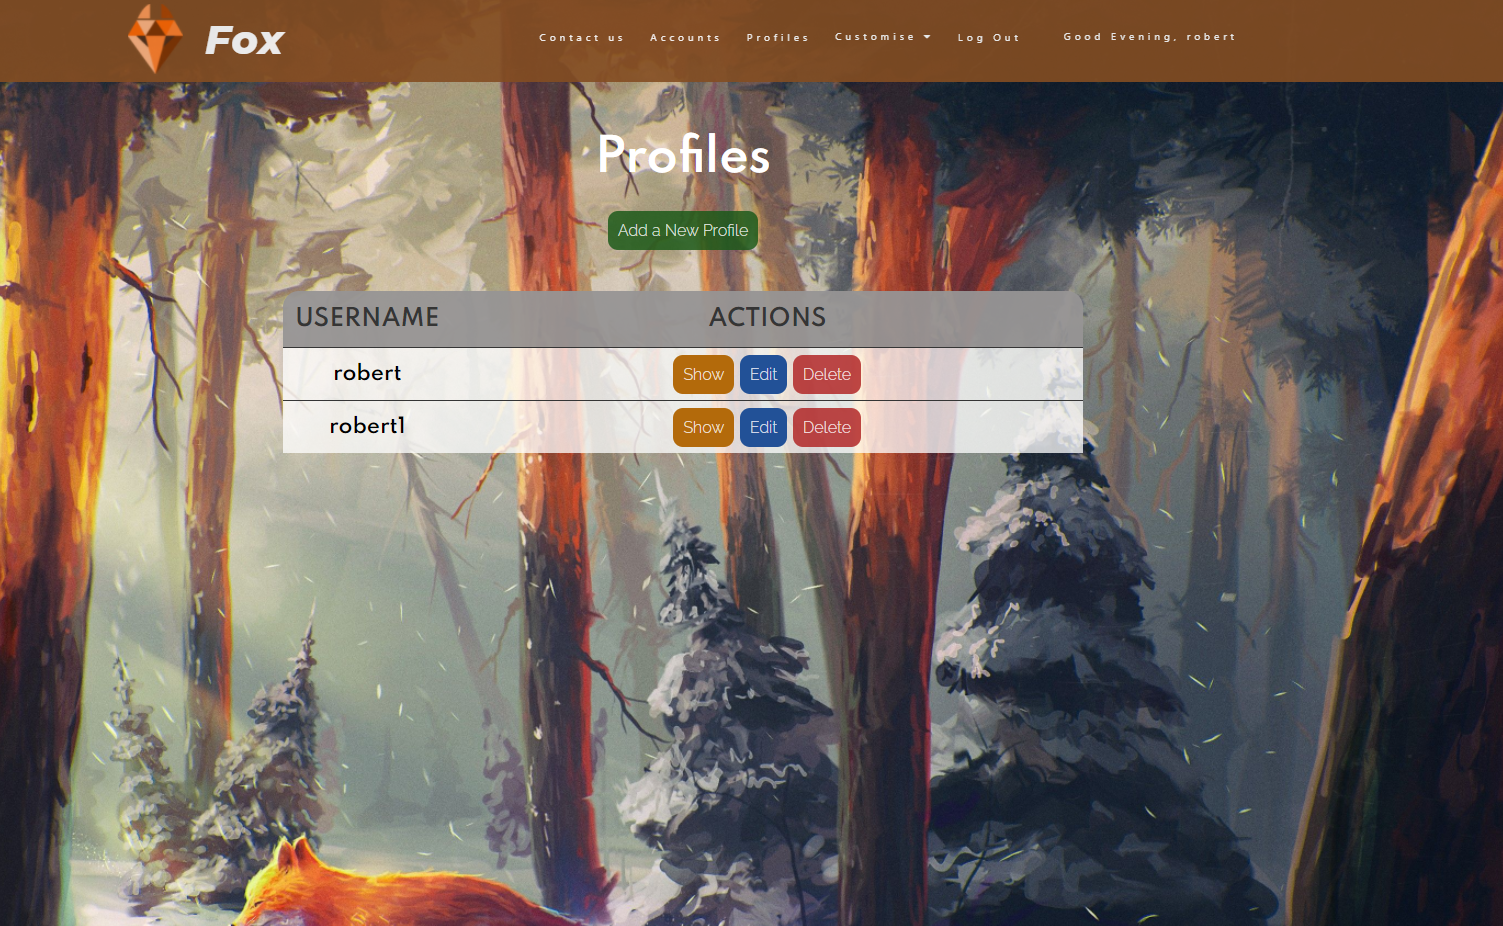 Fox
Contact us Accounts Profiles Customise Log Out Good Evening, robert
Profiles
Add a New Profile
USERNAME ACTIONS
robert Show Edit Delete
robert1 Show Edit Delete